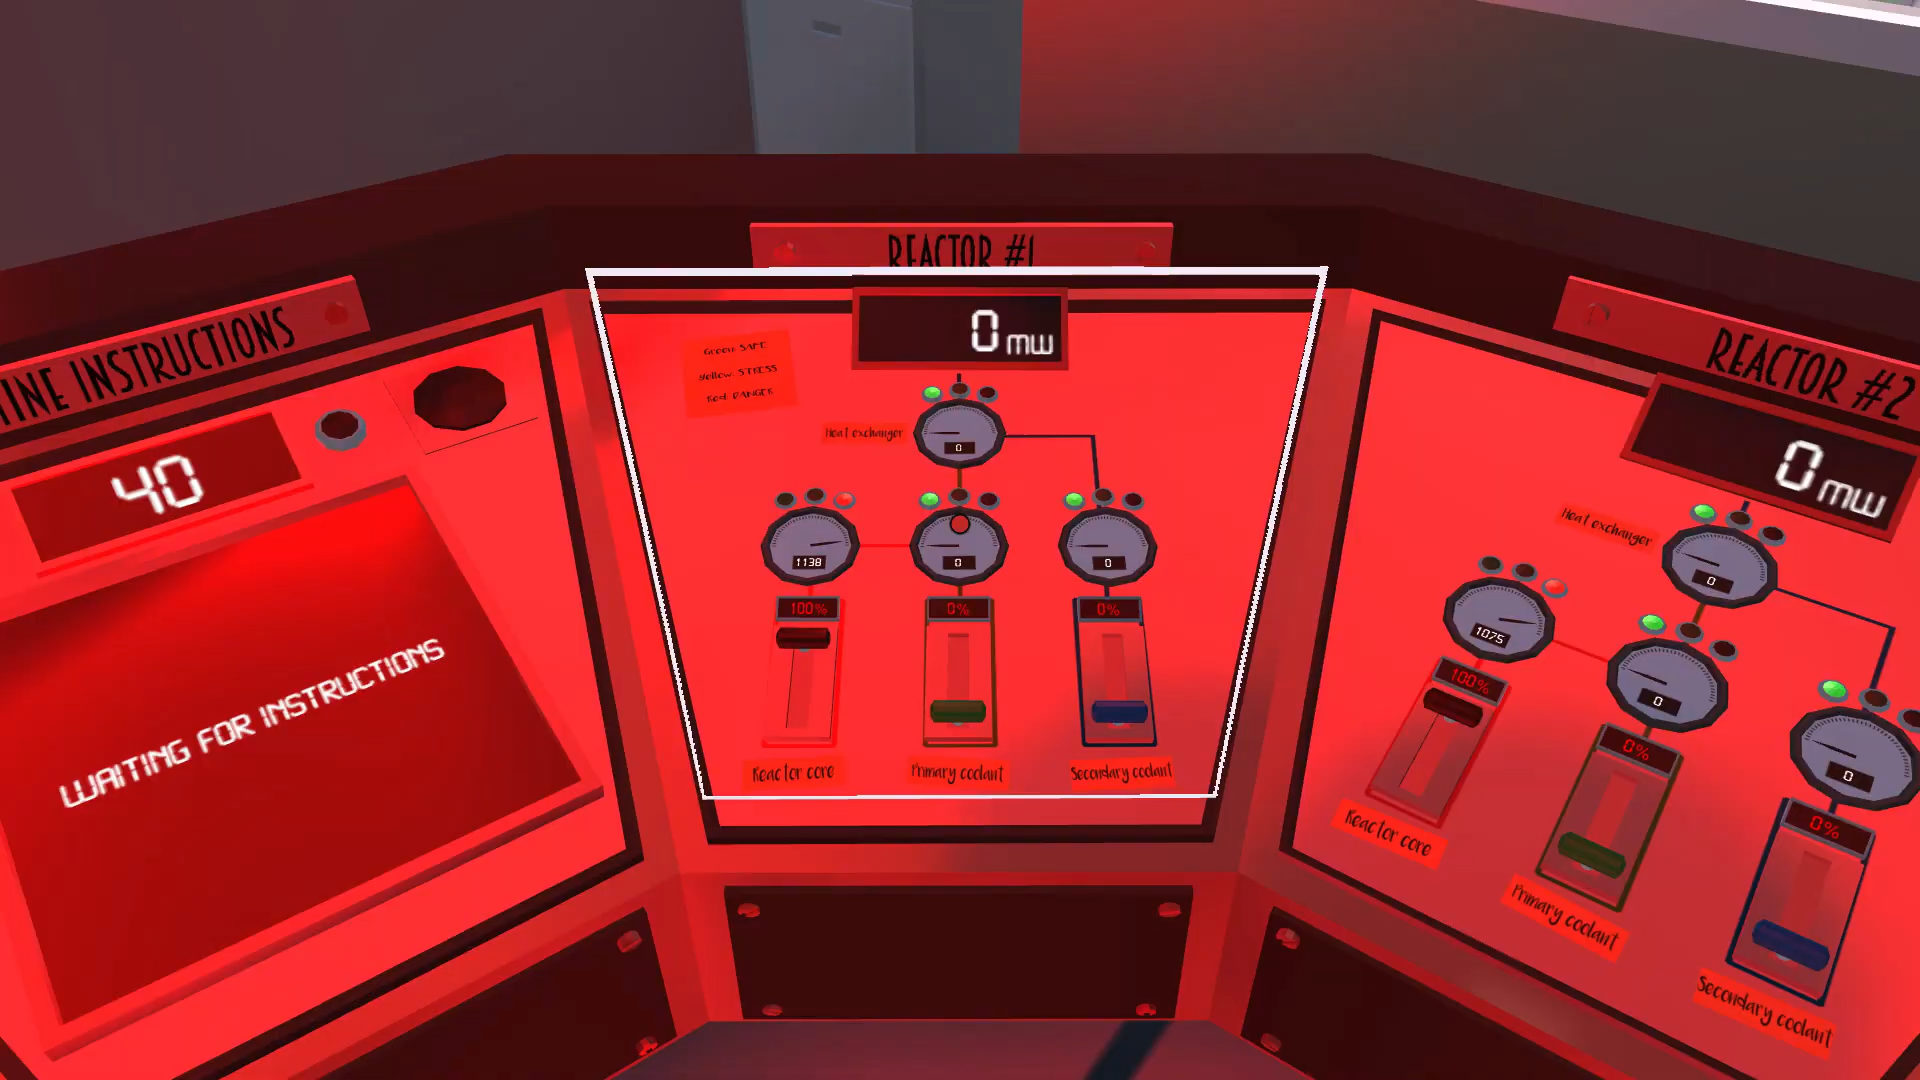 TINE INSTRUCTIONS
40
WAITING FOR INSTRUCTIONS
REACTOR #1
0 mw
Green: SAFE
Yellow: STRESS
Red: DANGER
Heat exchanger
0
1138
0
0
100%
0%
0%
Reactor core
Primary coolant
Secondary coolant
REACTOR #2
0 mw
Heat exchanger
0
1075
0
0
100%
0%
0%
Reactor core
Primary coolant
Secondary coolant